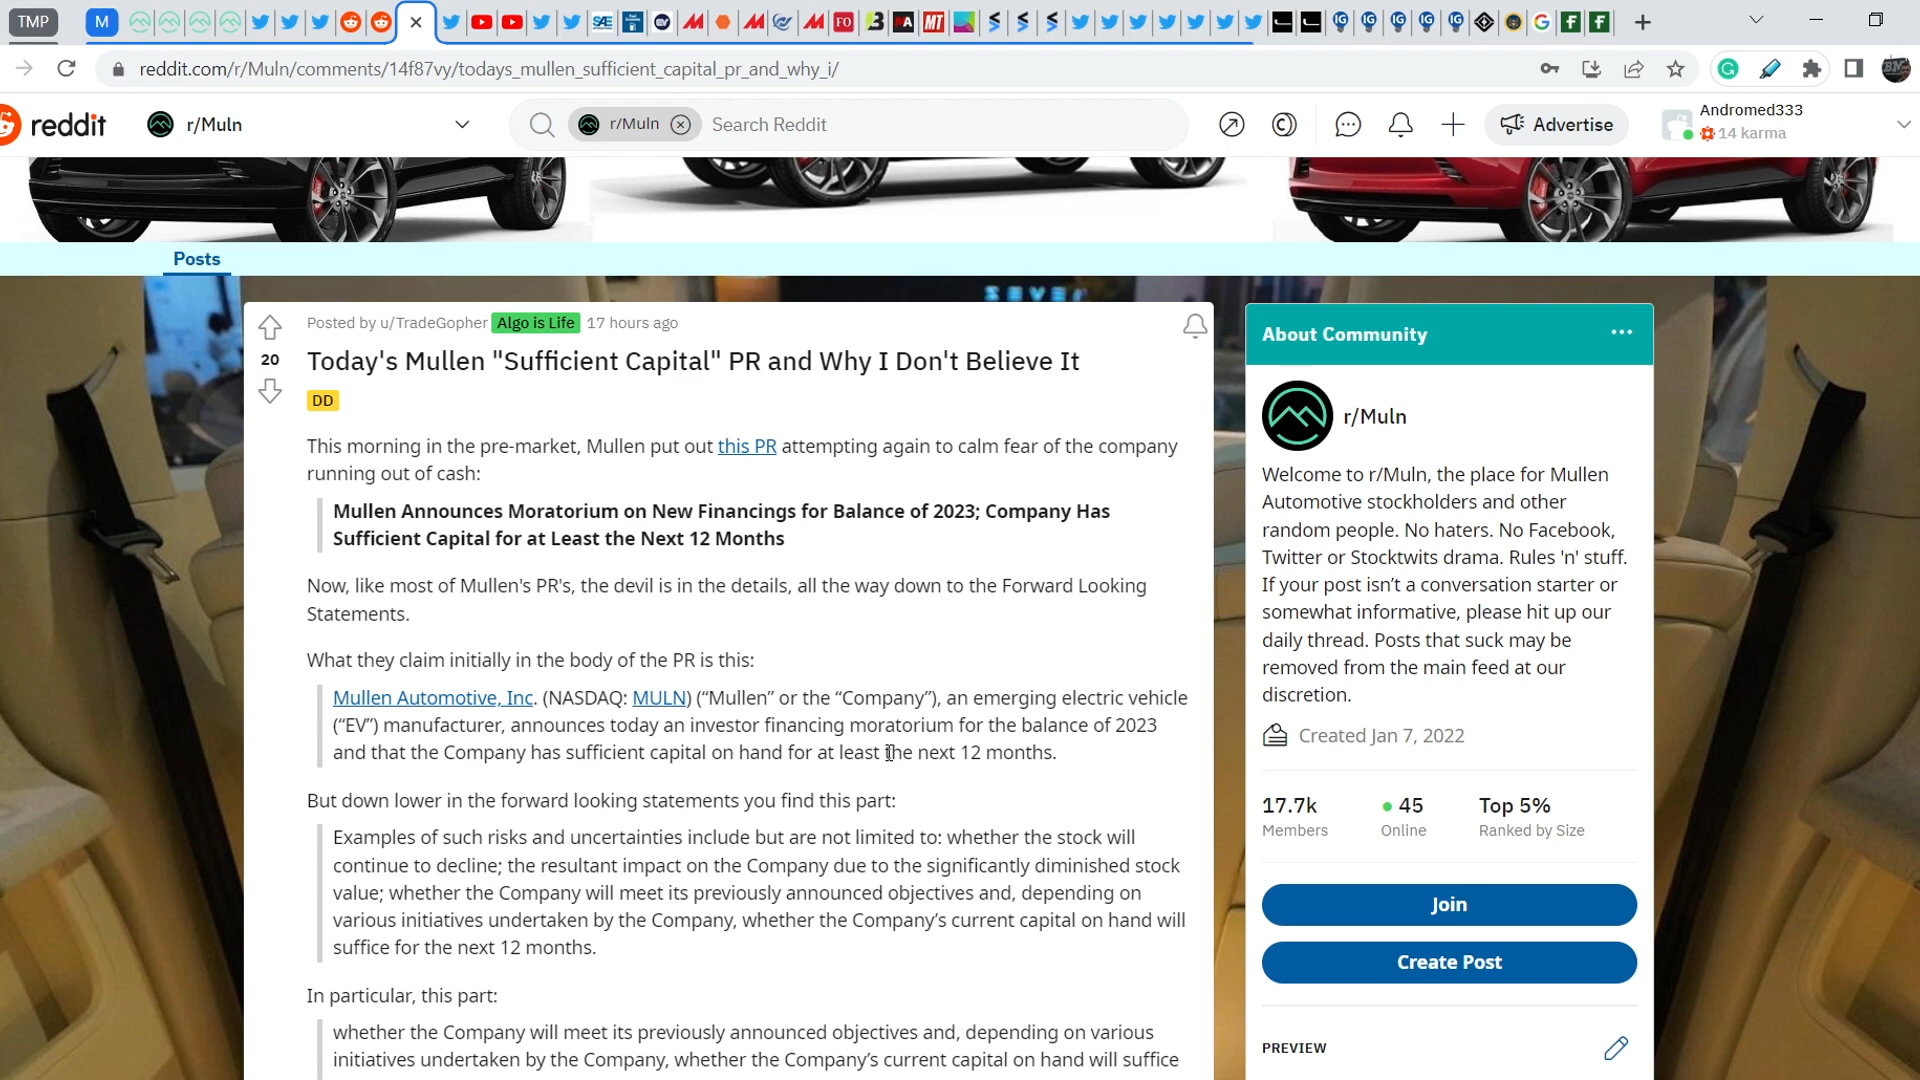 TMP
M
SAE
FO
MT
IG
IG
IG
IG
IG
reddit.com/r/Muln/comments/14f87vy/todays_mullen_sufficient_capital_pr_and_why_i/
reddit
r/Muln
r/Muln
Search Reddit
Advertise
Andromed333
14 karma
Posts
Posted by u/TradeGopher Algo is Life 17 hours ago
20
Today's Mullen "Sufficient Capital" PR and Why I Don't Believe It
DD
This morning in the pre-market, Mullen put out this PR attempting again to calm fear of the company
running out of cash:
Mullen Announces Moratorium on New Financings for Balance of 2023; Company Has
Sufficient Capital for at Least the Next 12 Months
Now, like most of Mullen's PR's, the devil is in the details, all the way down to the Forward Looking
Statements.
What they claim initially in the body of the PR is this:
Mullen Automotive, Inc. (NASDAQ: MULN) (“Mullen” or the “Company”), an emerging electric vehicle
(“EV”) manufacturer, announces today an investor financing moratorium for the balance of 2023
and that the Company has sufficient capital on hand for at least the next 12 months.
But down lower in the forward looking statements you find this part:
Examples of such risks and uncertainties include but are not limited to: whether the stock will
continue to decline; the resultant impact on the Company due to the significantly diminished stock
value; whether the Company will meet its previously announced objectives and, depending on
various initiatives undertaken by the Company, whether the Company’s current capital on hand will
suffice for the next 12 months.
In particular, this part:
whether the Company will meet its previously announced objectives and, depending on various
initiatives undertaken by the Company, whether the Company’s current capital on hand will suffice
About Community
r/Muln
Welcome to r/Muln, the place for Mullen
Automotive stockholders and other
random people. No haters. No Facebook,
Twitter or Stocktwits drama. Rules 'n' stuff.
If your post isn’t a conversation starter or
somewhat informative, please hit up our
daily thread. Posts that suck may be
removed from the main feed at our
discretion.
Created Jan 7, 2022
17.7k
Members
45
Online
Top 5%
Ranked by Size
Join
Create Post
PREVIEW